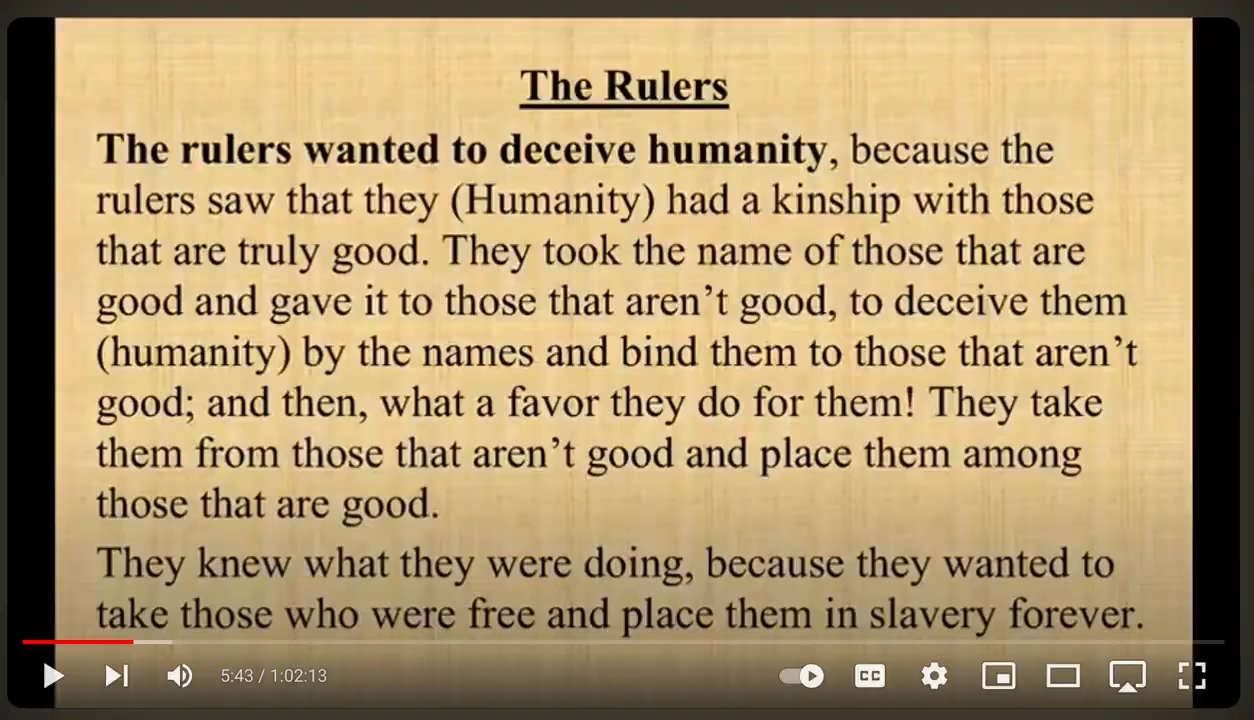 The Rulers
The rulers wanted to deceive humanity, because the
rulers saw that they (Humanity) had a kinship with those
that are truly good. They took the name of those that are
good and gave it to those that aren’t good, to deceive them
(humanity) by the names and bind them to those that aren’t
good; and then, what a favor they do for them! They take
them from those that aren’t good and place them among
those that are good.
They knew what they were doing, because they wanted to
take those who were free and place them in slavery forever.
5:43 / 1:02:13
CC